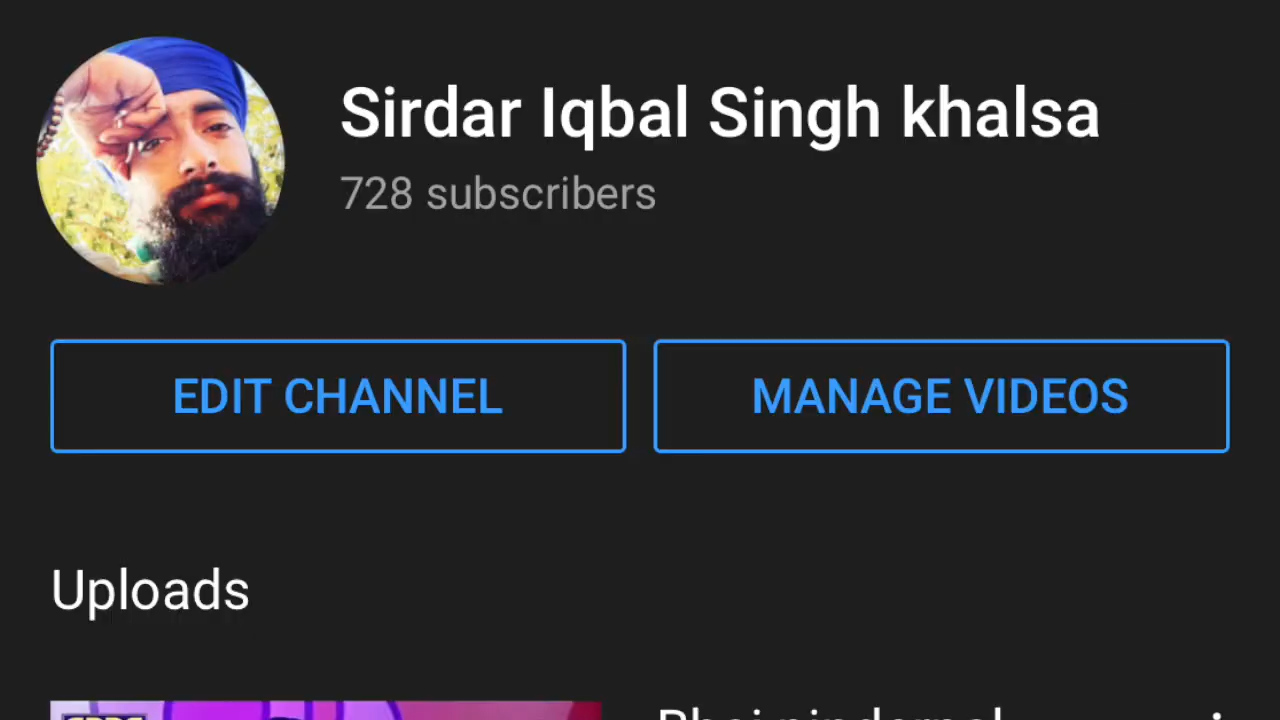 Sirdar Iqbal Singh khalsa
728 subscribers
EDIT CHANNEL
MANAGE VIDEOS
Uploads